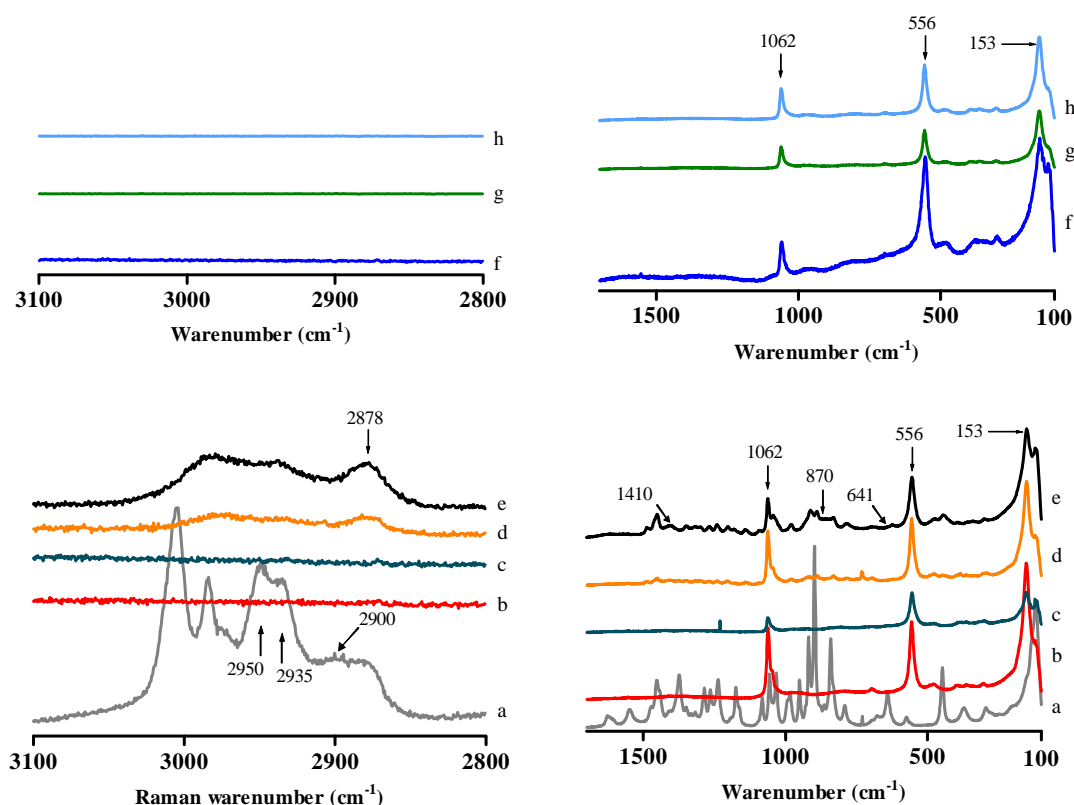 h
g
f
3100 3000 2900 2800
Warenumber (cm-1)
1062
556
153
h
g
f
1500 1000 500 100
Warenumber (cm-1)
2878
e
d
c
b
2900
2950 2935
a
3100 3000 2900 2800
Raman warenumber (cm-1)
153
556
1062
870
1410
641
e
d
c
b
a
1500 1000 500 100
Warenumber (cm-1)